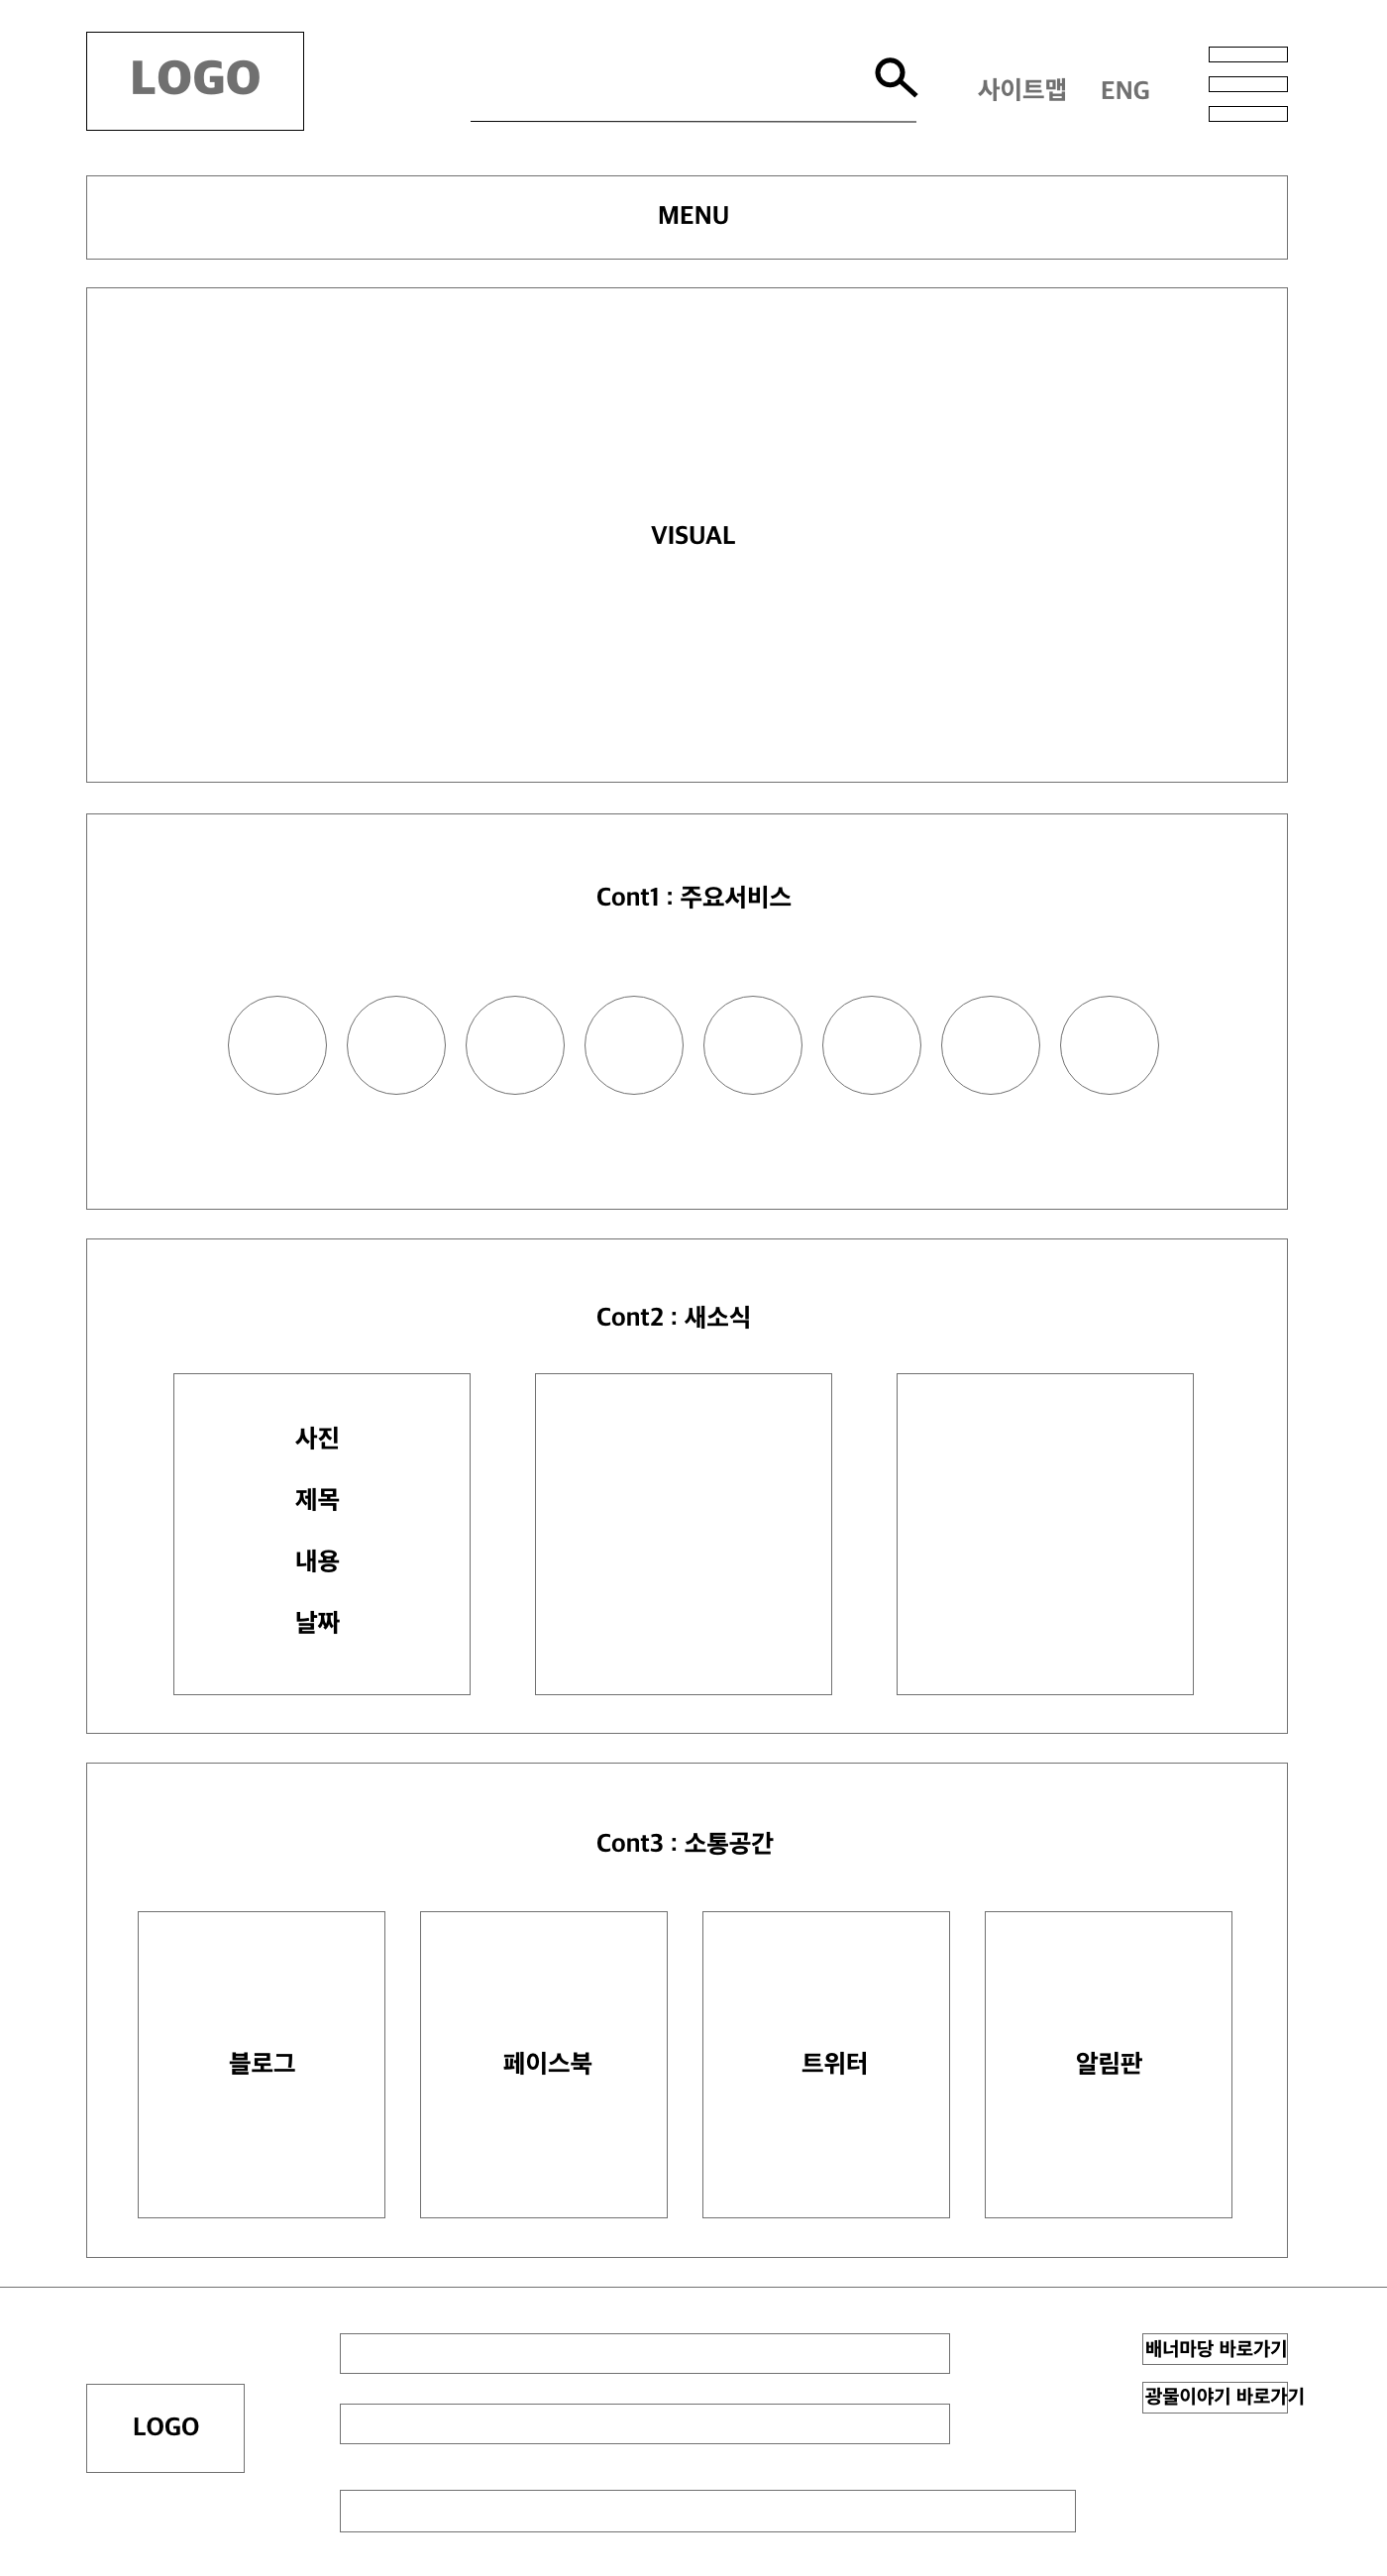 LOGO
사이트맵 ENG
MENU
VISUAL
Cont1 : 주요서비스
Cont2 : 새소식
사진
제목
내용
날짜
Cont3 : 소통공간
블로그 페이스북 트위터 알림판
배너마당 바로가기
광물이야기 바로가기
LOGO